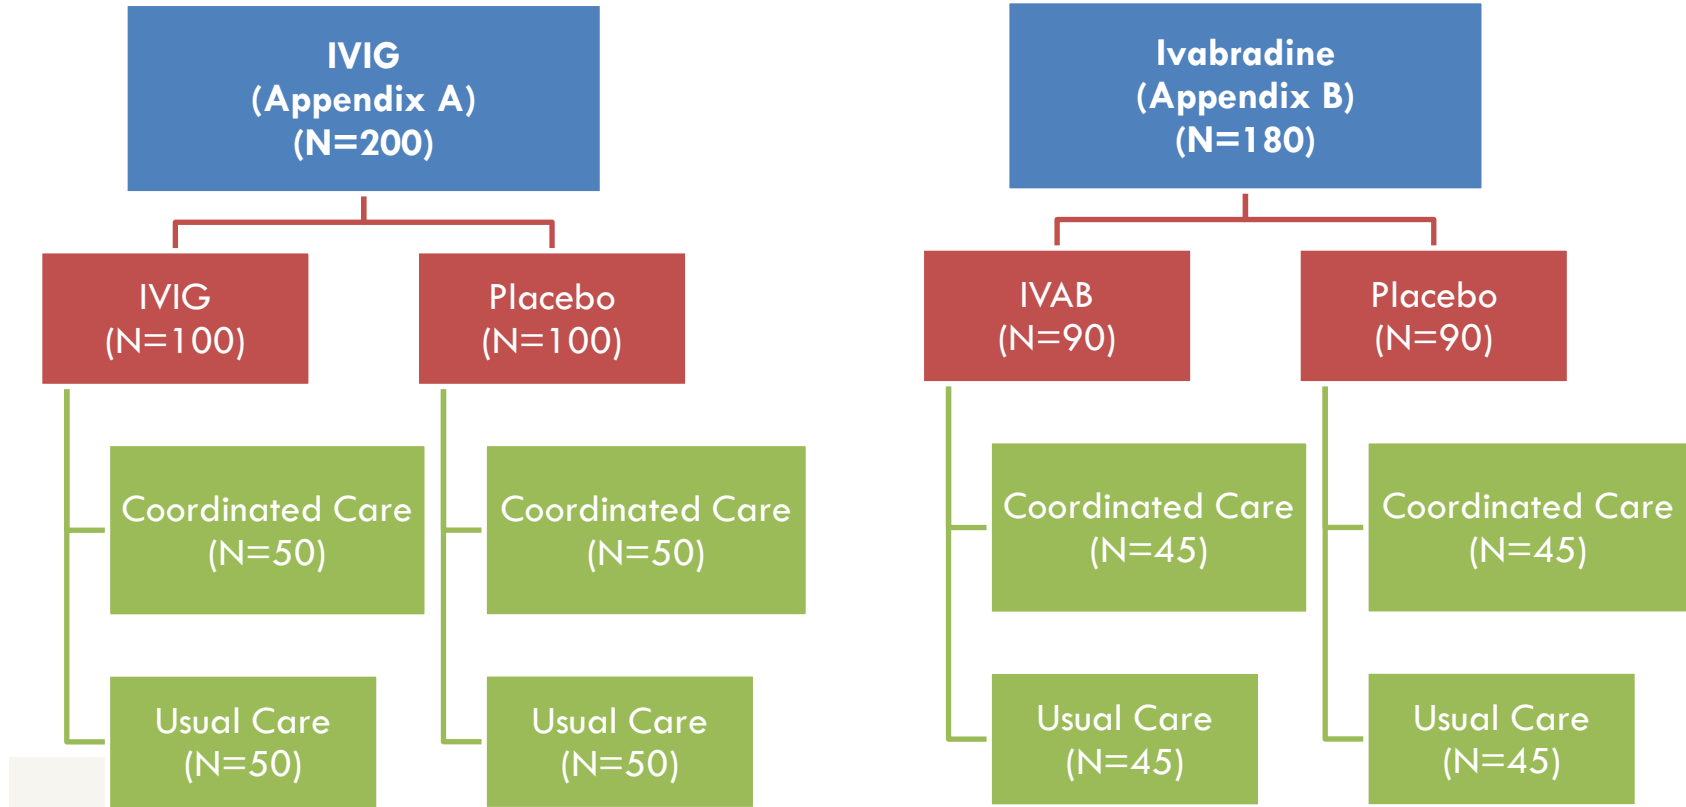 IVIG
(Appendix A)
(N=200)
IVIG
(N=100)
Placebo
(N=100)
Coordinated Care
(N=50)
Coordinated Care
(N=50)
Usual Care
(N=50)
Usual Care
(N=50)
Ivabradine
(Appendix B)
(N=180)
IVAB
(N=90)
Placebo
(N=90)
Coordinated Care
(N=45)
Coordinated Care
(N=45)
Usual Care
(N=45)
Usual Care
(N=45)